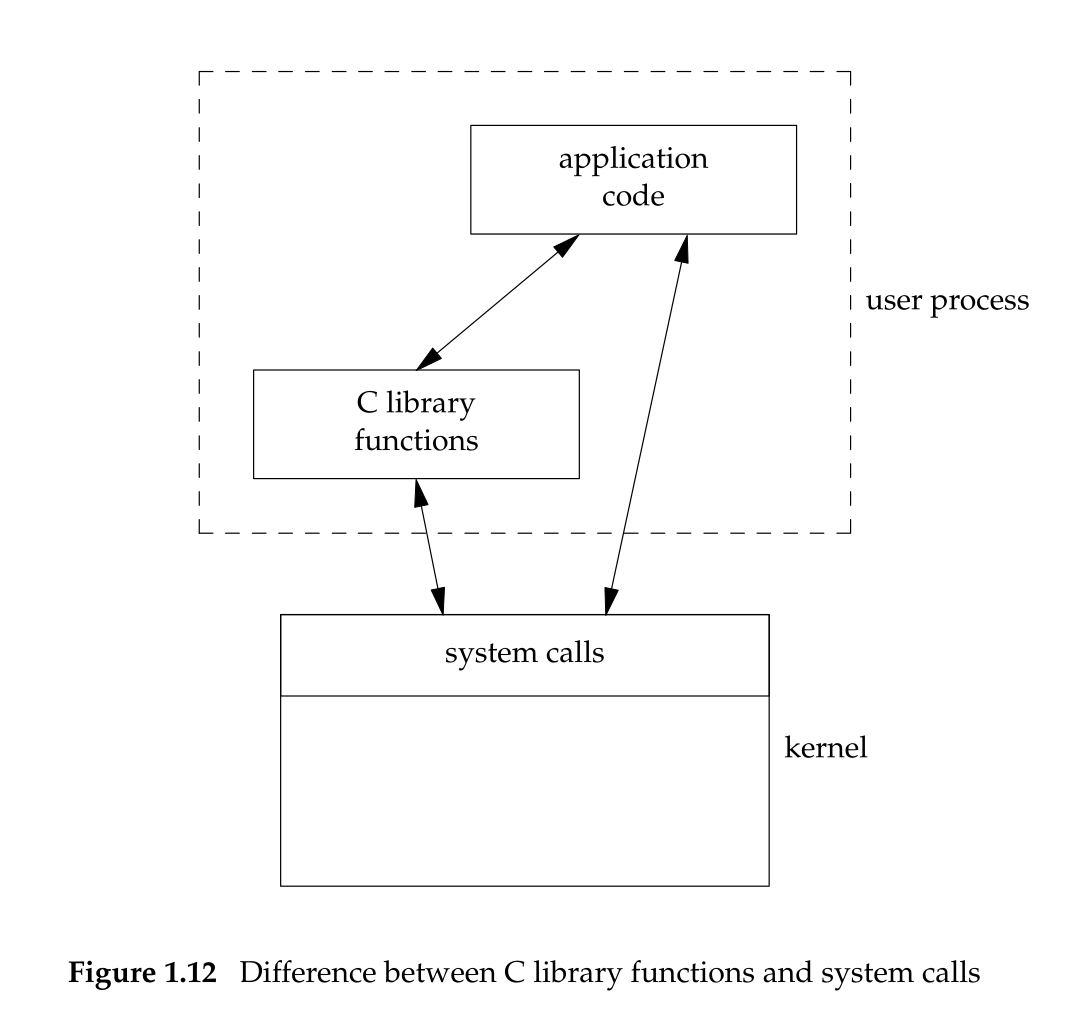 application
code
user process
C library
functions
system calls
kernel
Figure 1.12 Difference between C library functions and system calls